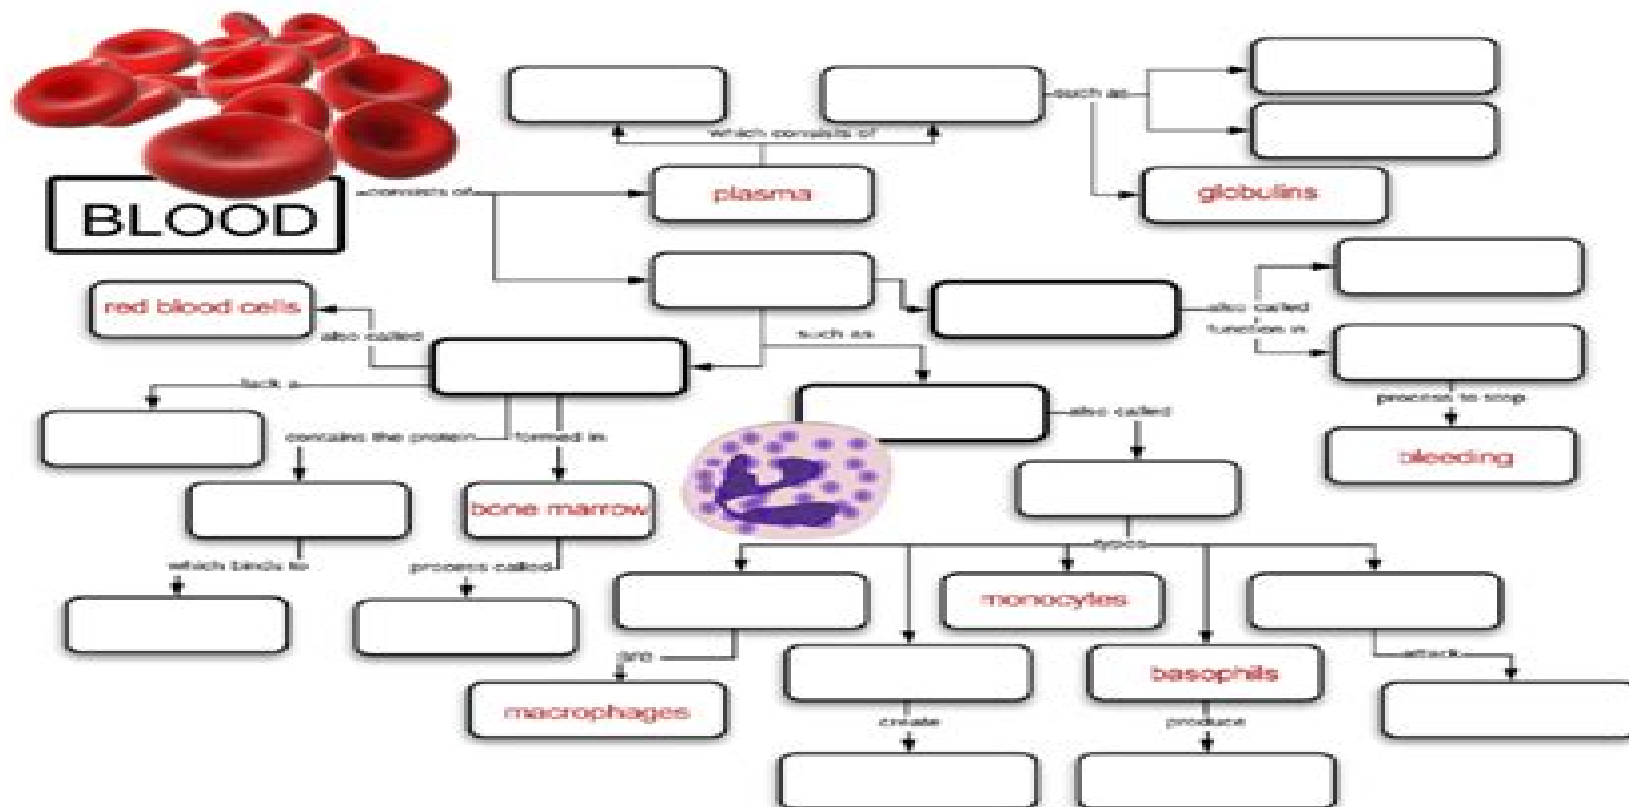 such as
which consists of
plasma
globulins
consists of
BLOOD
red blood cells
also called
also called
function in
such as
lack a
process to stop
also called
contains the protein
formed in
bleeding
bone marrow
types
which binds to
process called
monocytes
are
attack
basophils
macrophages
create
produce